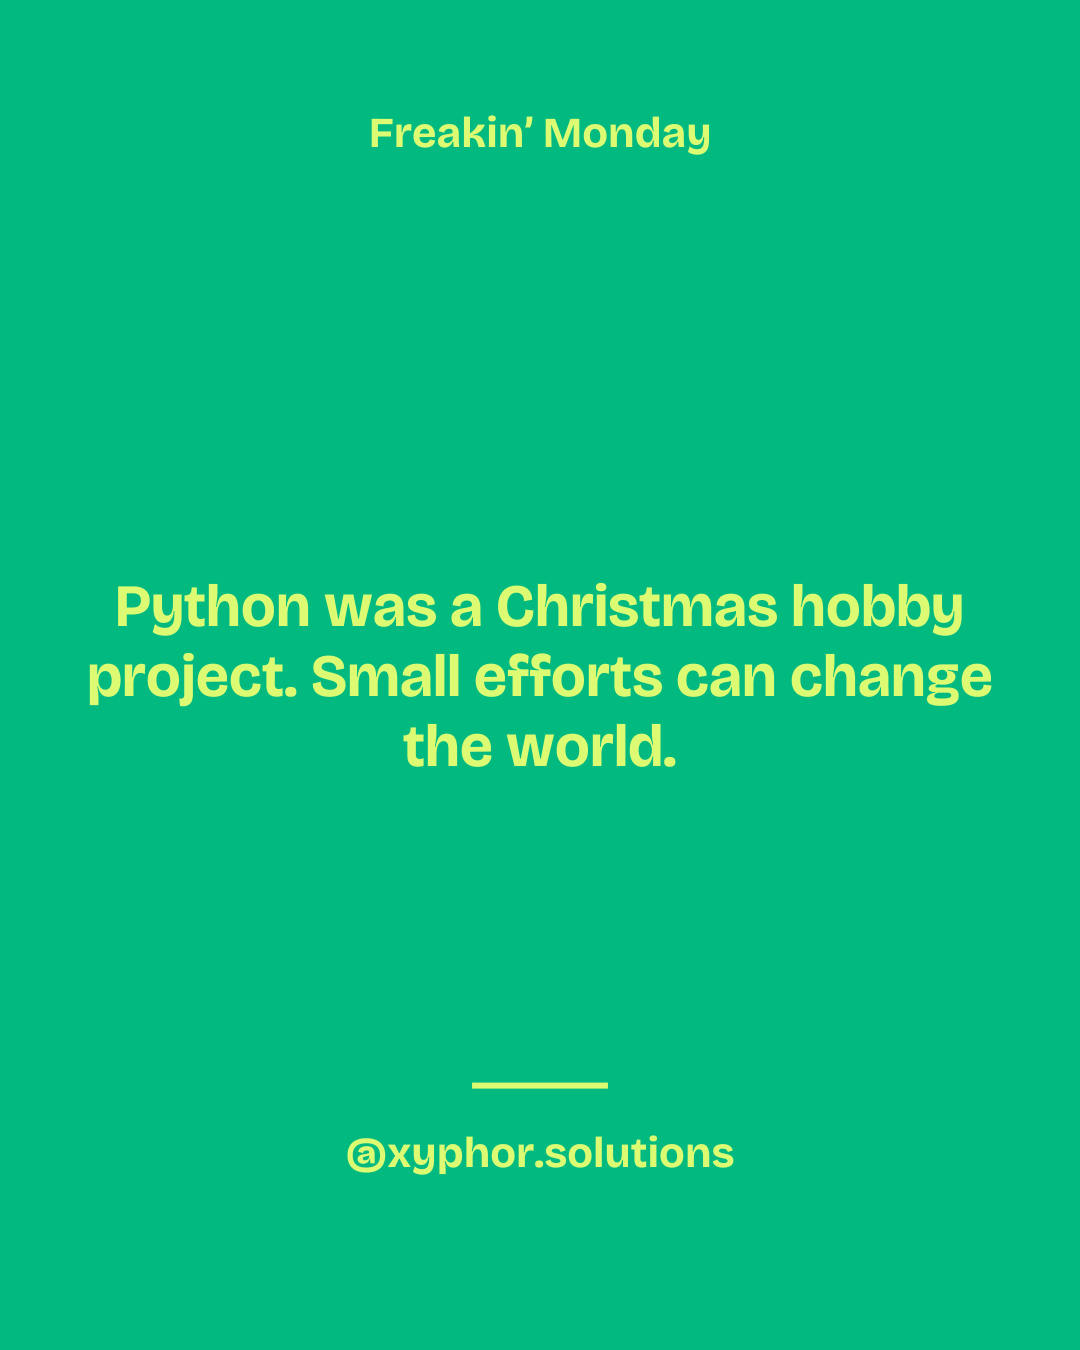 Freakin’ Monday
Python was a Christmas hobby
project. Small efforts can change
the world.
@xyphor.solutions